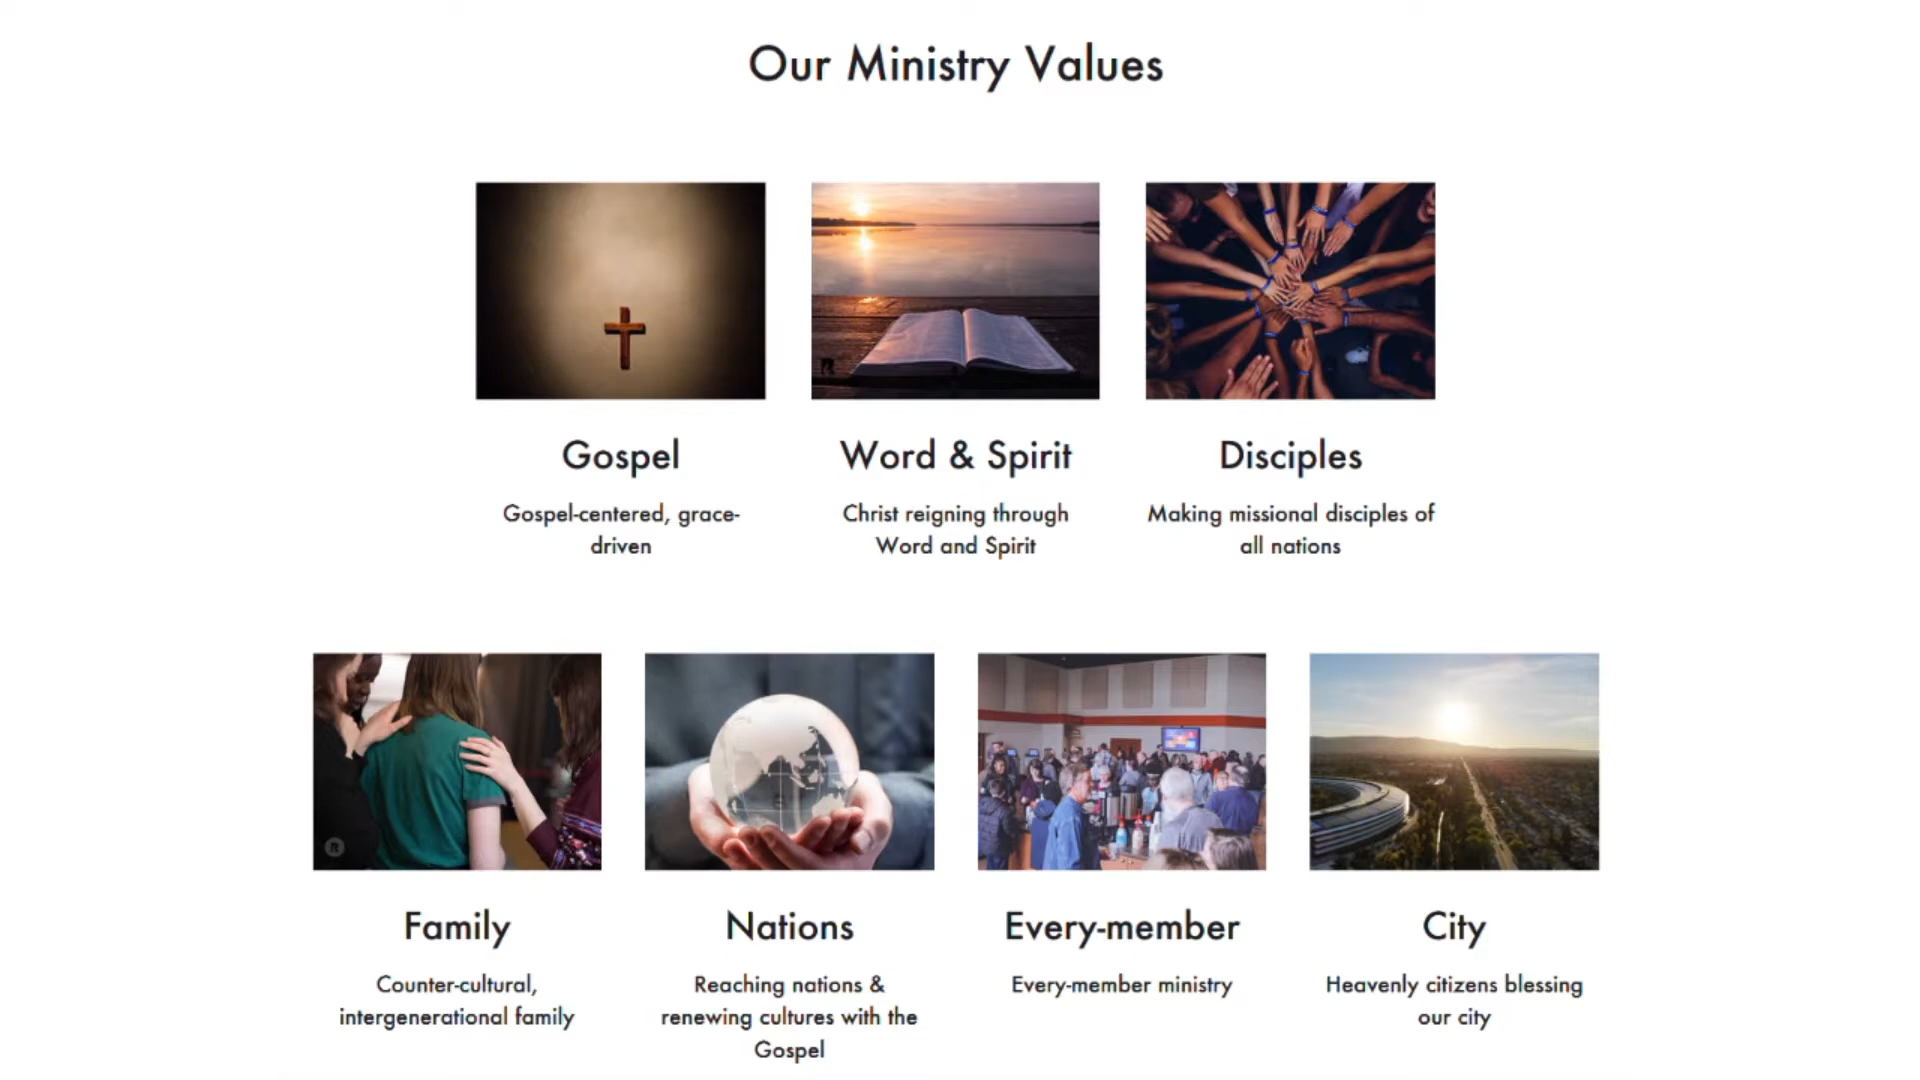 Our Ministry Values
Gospel
Gospel-centered, grace-
driven
Word & Spirit
Christ reigning through
Word and Spirit
Disciples
Making missional disciples of
all nations
Family
Counter-cultural,
intergenerational family
Nations
Reaching nations &
renewing cultures with the
Gospel
Every-member
Every-member ministry
City
Heavenly citizens blessing
our city